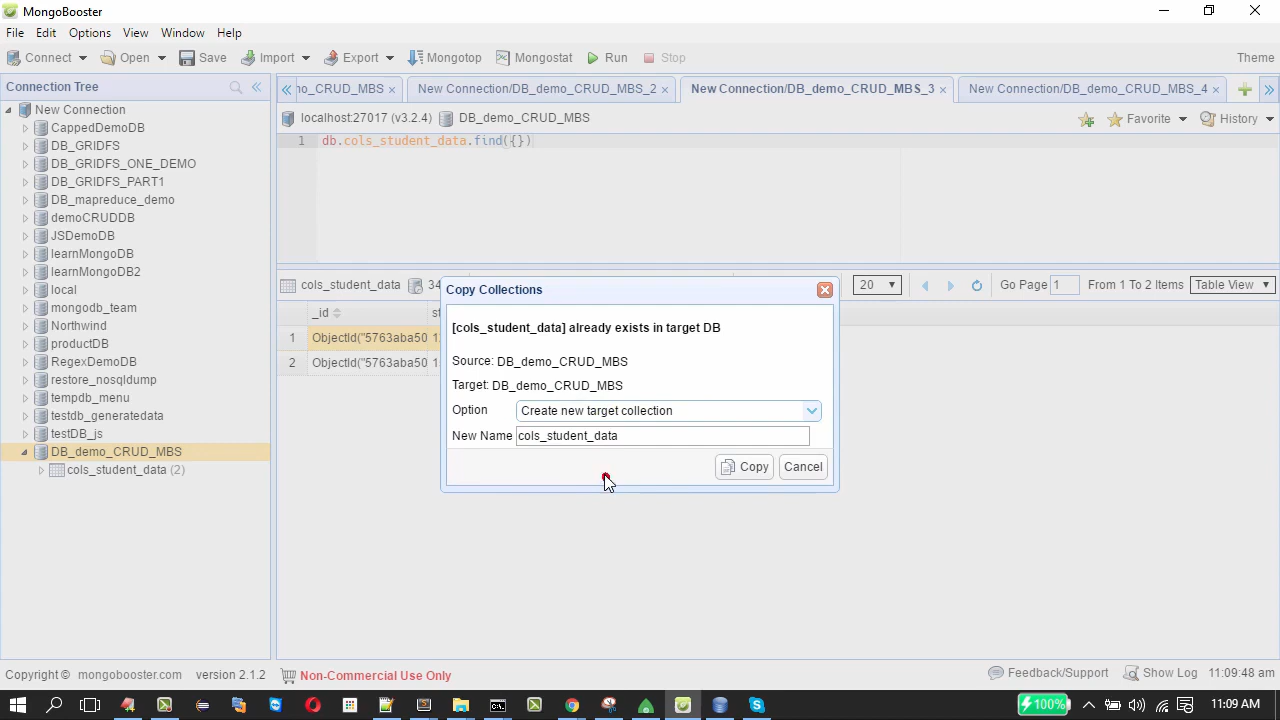 MongoBooster
File Edit Options View Window Help
Connect Open Save Import Export Mongotop Mongostat Run Stop Theme
Connection Tree
no_CRUD_MBS × New Connection/DB_demo_CRUD_MBS_2 × New Connection/DB_demo_CRUD_MBS_3 × New Connection/DB_demo_CRUD_MBS_4 ×
New Connection
CappedDemoDB
DB_GRIDFS
DB_GRIDFS_ONE_DEMO
DB_GRIDFS_PART1
DB_mapreduce_demo
demoCRUDDB
JSDemoDB
learnMongoDB
learnMongoDB2
local
mongodb_team
Northwind
productDB
RegexDemoDB
restore_nosqldump
tempdb_menu
testdb_generatedata
testDB_js
DB_demo_CRUD_MBS
cols_student_data (2)
localhost:27017 (v3.2.4) DB_demo_CRUD_MBS Favorite History
1 db.cols_student_data.find({})
cols_student_data 34 20 Go Page 1 From 1 To 2 Items Table View
_id st
1 ObjectId("5763aba50 1
2 ObjectId("5763aba50 1
Copy Collections
[cols_student_data] already exists in target DB
Source: DB_demo_CRUD_MBS
Target: DB_demo_CRUD_MBS
Option Create new target collection
New Name cols_student_data
Copy Cancel
Copyright © mongobooster.com version 2.1.2 Non-Commercial Use Only Feedback/Support Show Log 11:09:48 am
100% 11:09 AM